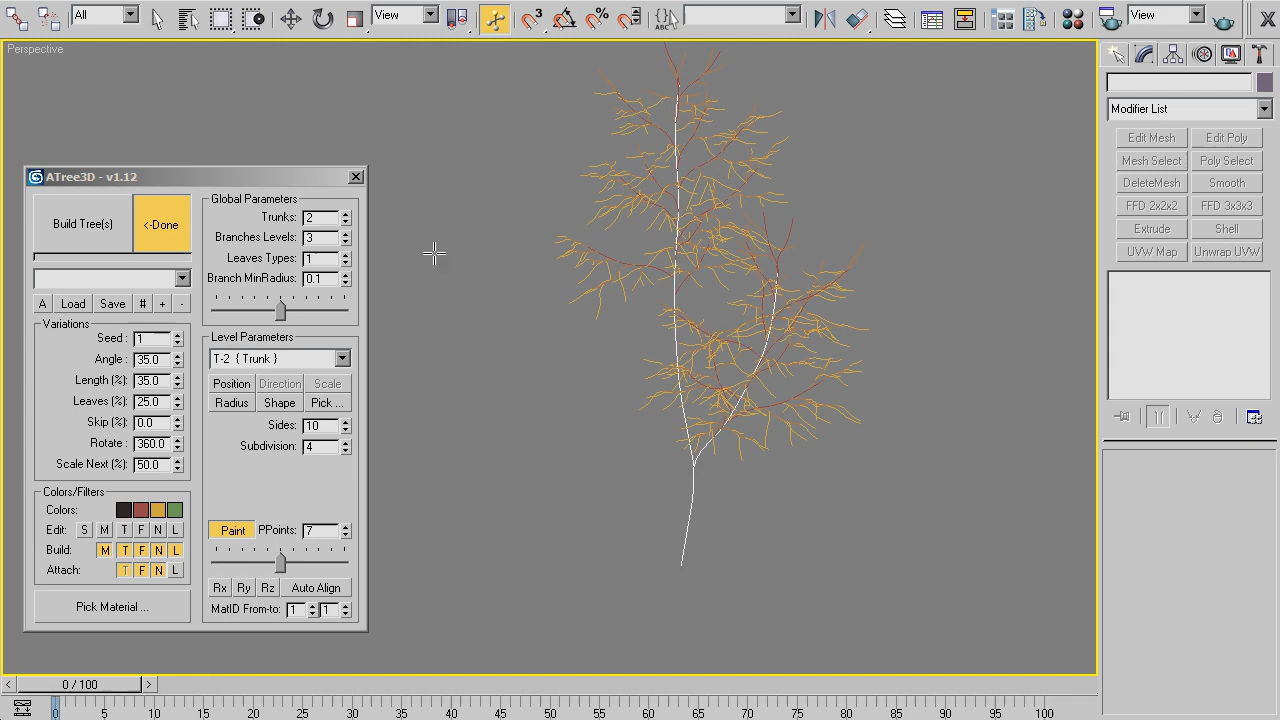 All
View
3
ABC
View
Perspective
Modifier List
Edit Mesh
Edit Poly
Mesh Select
Poly Select
DeleteMesh
Smooth
FFD 2x2x2
FFD 3x3x3
Extrude
Shell
UVW Map
Unwrap UVW
ATree3D - v1.12
Build Tree(s)
<-Done
A
Load
Save
#
+
-
Variations
Seed : 1
Angle : 35.0
Length (%): 35.0
Leaves (%): 25.0
Skip (%): 0.0
Rotate : 360.0
Scale Next (%): 50.0
Colors/Filters
Colors:
Edit: S M T F N L
Build: M T F N L
Attach: T F N L
Pick Material ...
Global Parameters
Trunks: 2
Branches Levels: 3
Leaves Types: 1
Branch MinRadius: 0.1
Level Parameters
T-2 { Trunk }
Position Direction Scale
Radius Shape Pick ...
Sides: 10
Subdivision: 4
Paint PPoints: 7
Rx Ry Rz Auto Align
MatID From-to: 1 1
< 0 / 100 >
0 5 10 15 20 25 30 35 40 45 50 55 60 65 70 75 80 85 90 95 100